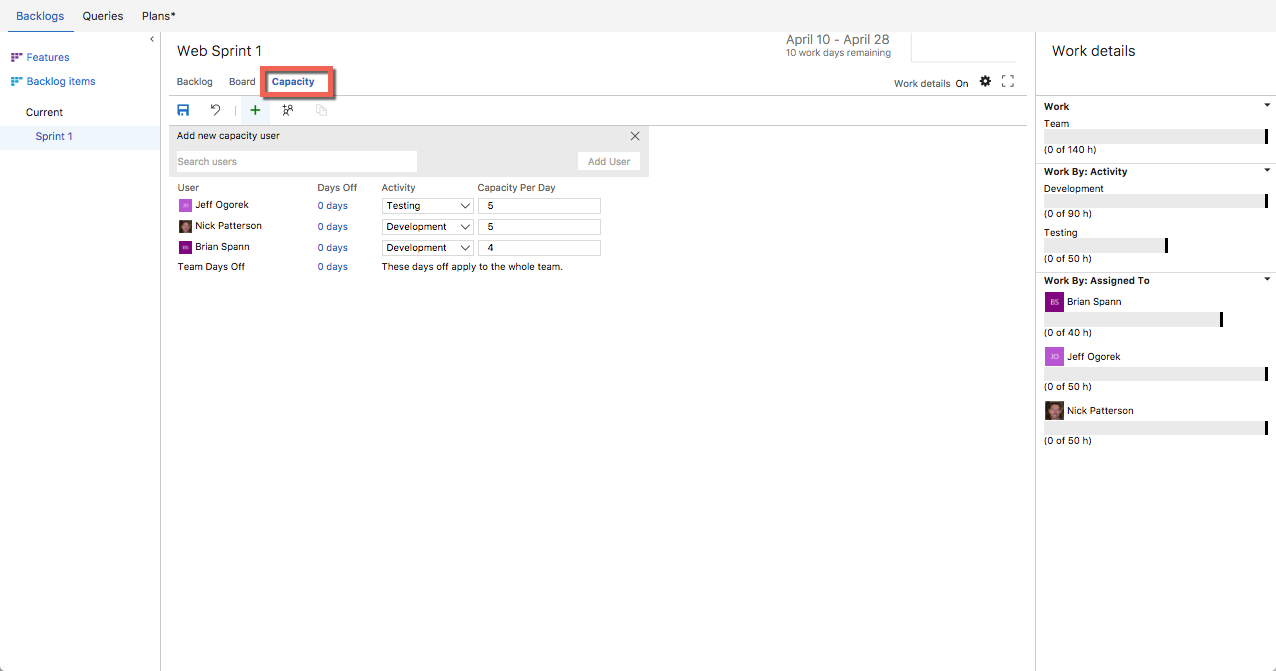 Backlogs Queries Plans*
Features
Backlog items
Current
Sprint 1
Web Sprint 1
April 10 - April 28
10 work days remaining
Backlog Board Capacity
Work details On
Add new capacity user
Search users
Add User
User Days Off Activity Capacity Per Day
JO Jeff Ogorek 0 days Testing 5
Nick Patterson 0 days Development 5
BS Brian Spann 0 days Development 4
Team Days Off 0 days These days off apply to the whole team.
Work details
Work
Team
(0 of 140 h)
Work By: Activity
Development
(0 of 90 h)
Testing
(0 of 50 h)
Work By: Assigned To
BS Brian Spann
(0 of 40 h)
JO Jeff Ogorek
(0 of 50 h)
Nick Patterson
(0 of 50 h)